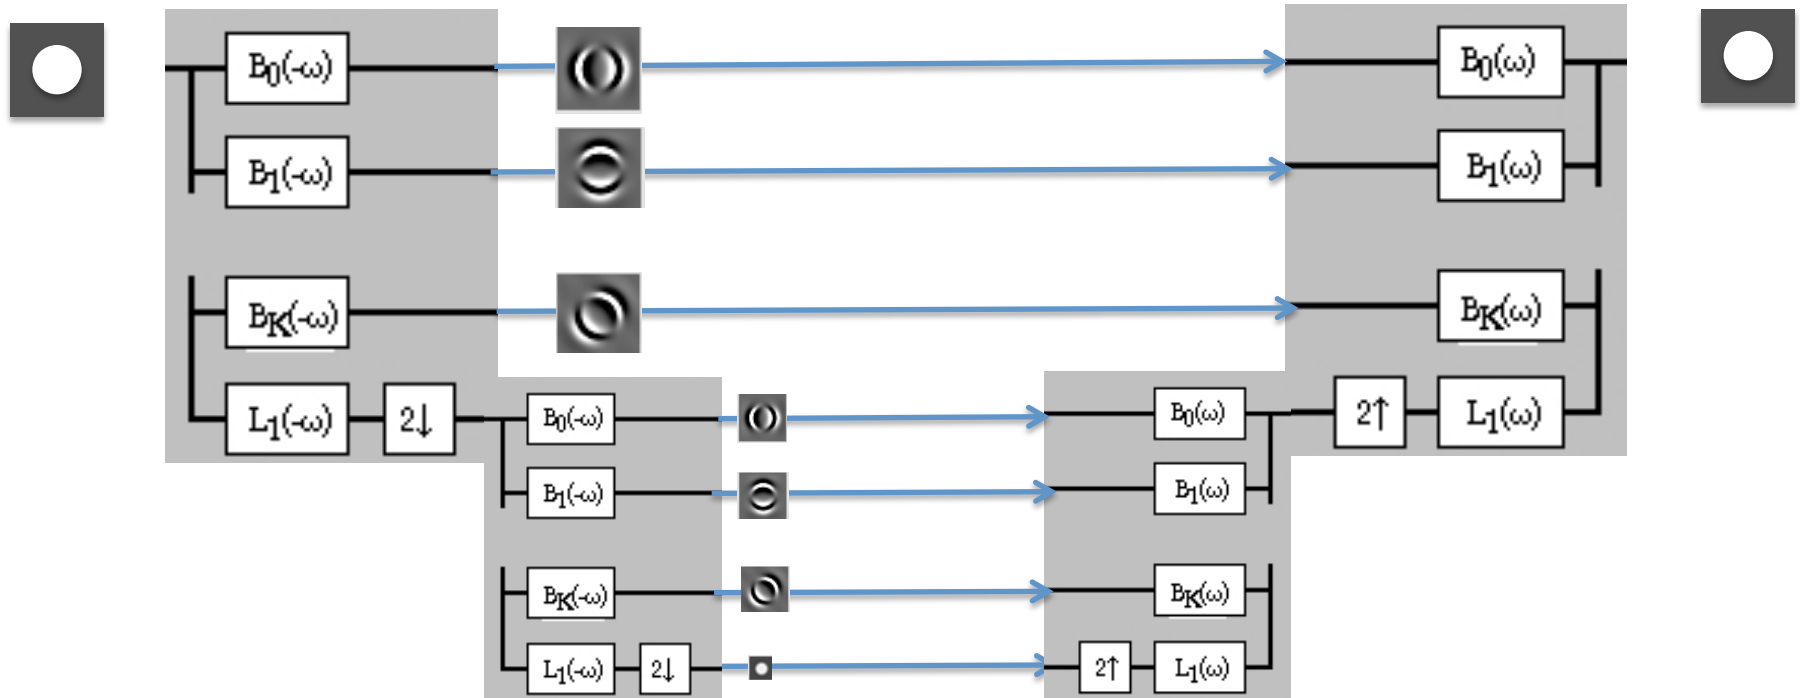 B0(-ω)
B0(ω)
B1(-ω)
B1(ω)
BK(-ω)
BK(ω)
L1(-ω) 2↓
2↑ L1(ω)
B0(-ω)
B0(ω)
B1(-ω)
B1(ω)
BK(-ω)
BK(ω)
L1(-ω) 2↓
2↑ L1(ω)